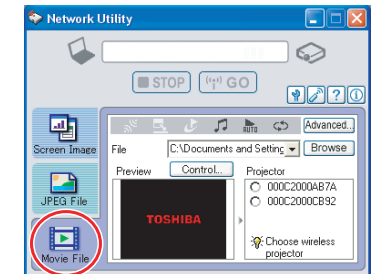 Network Utility
STOP
GO
Screen Image
JPEG File
Movie File
AUTO
Advanced..
File
C:\Documents and Setting
Browse
Preview
Control...
Projector
TOSHIBA
000C2000AB7A
000C2000CB92
Choose wireless
projector